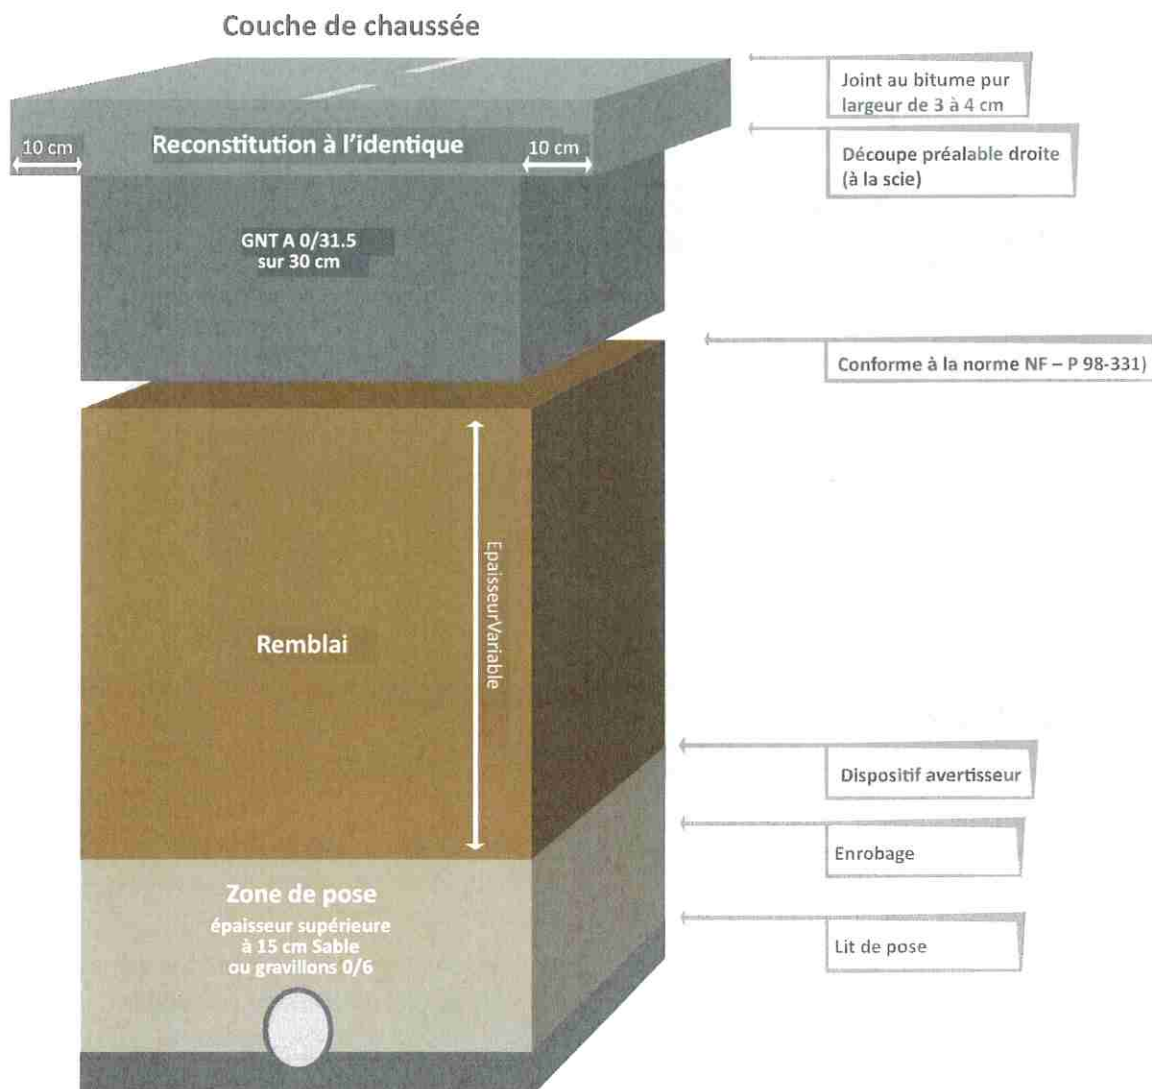 Couche de chaussée
Joint au bitume pur
largeur de 3 à 4 cm
10 cm
Reconstitution à l'identique
10 cm
Découpe préalable droite
(à la scie)
GNT A 0/31.5
sur 30 cm
Conforme à la norme NF – P 98-331)
EpaisseurVariable
Remblai
Dispositif avertisseur
Enrobage
Zone de pose
épaisseur supérieure
à 15 cm Sable
ou gravillons 0/6
Lit de pose